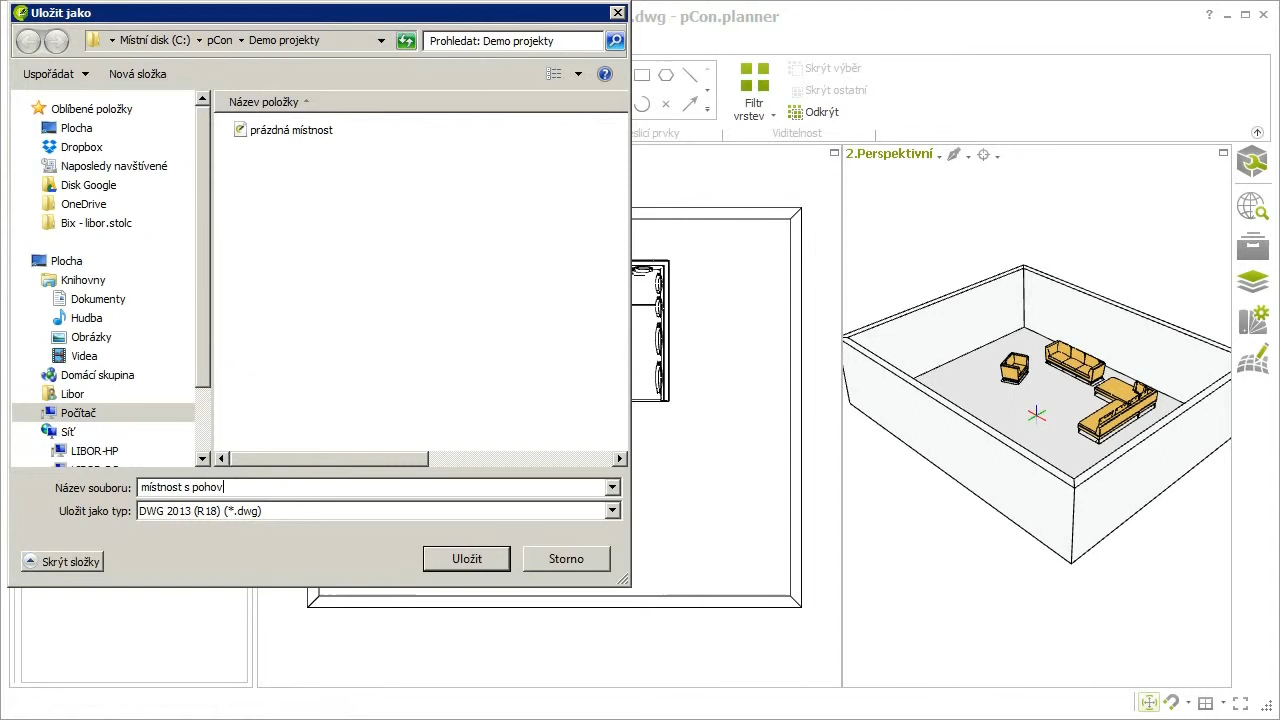 Uložit jako
.dwg - pCon.planner
Místní disk (C:) pCon Demo projekty
Prohledat: Demo projekty
Uspořádat
Nová složka
Oblíbené položky
Plocha
Dropbox
Naposledy navštívené
Disk Google
OneDrive
Bix - libor.stolc
Plocha
Knihovny
Dokumenty
Hudba
Obrázky
Videa
Domácí skupina
Libor
Počítač
Síť
LIBOR-HP
Název položky
prázdná místnost
Název souboru: místnost s pohov
Uložit jako typ: DWG 2013 (R18) (*.dwg)
Skrýt složky
Uložit
Storno
Filtr
vrstev
Skrýt výběr
Skrýt ostatní
Odkrýt
slicí prvky
Viditelnost
2.Perspektivní